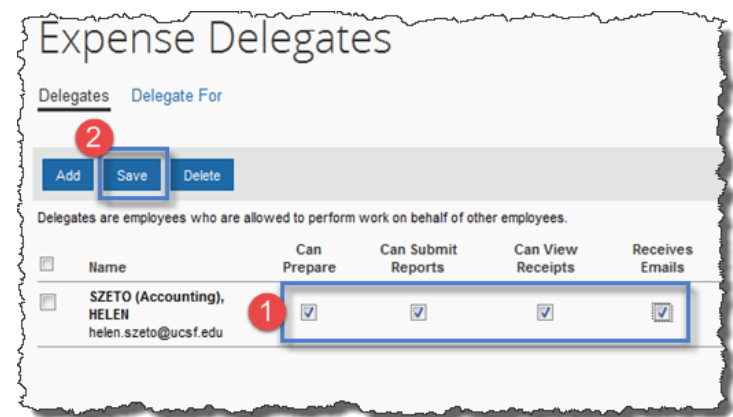 Expense Delegates
Delegates Delegate For
2
Add Save Delete
Delegates are employees who are allowed to perform work on behalf of other employees.
Name Can Prepare Can Submit Reports Can View Receipts Receives Emails
SZETO (Accounting),
HELEN
helen.szeto@ucsf.edu
1